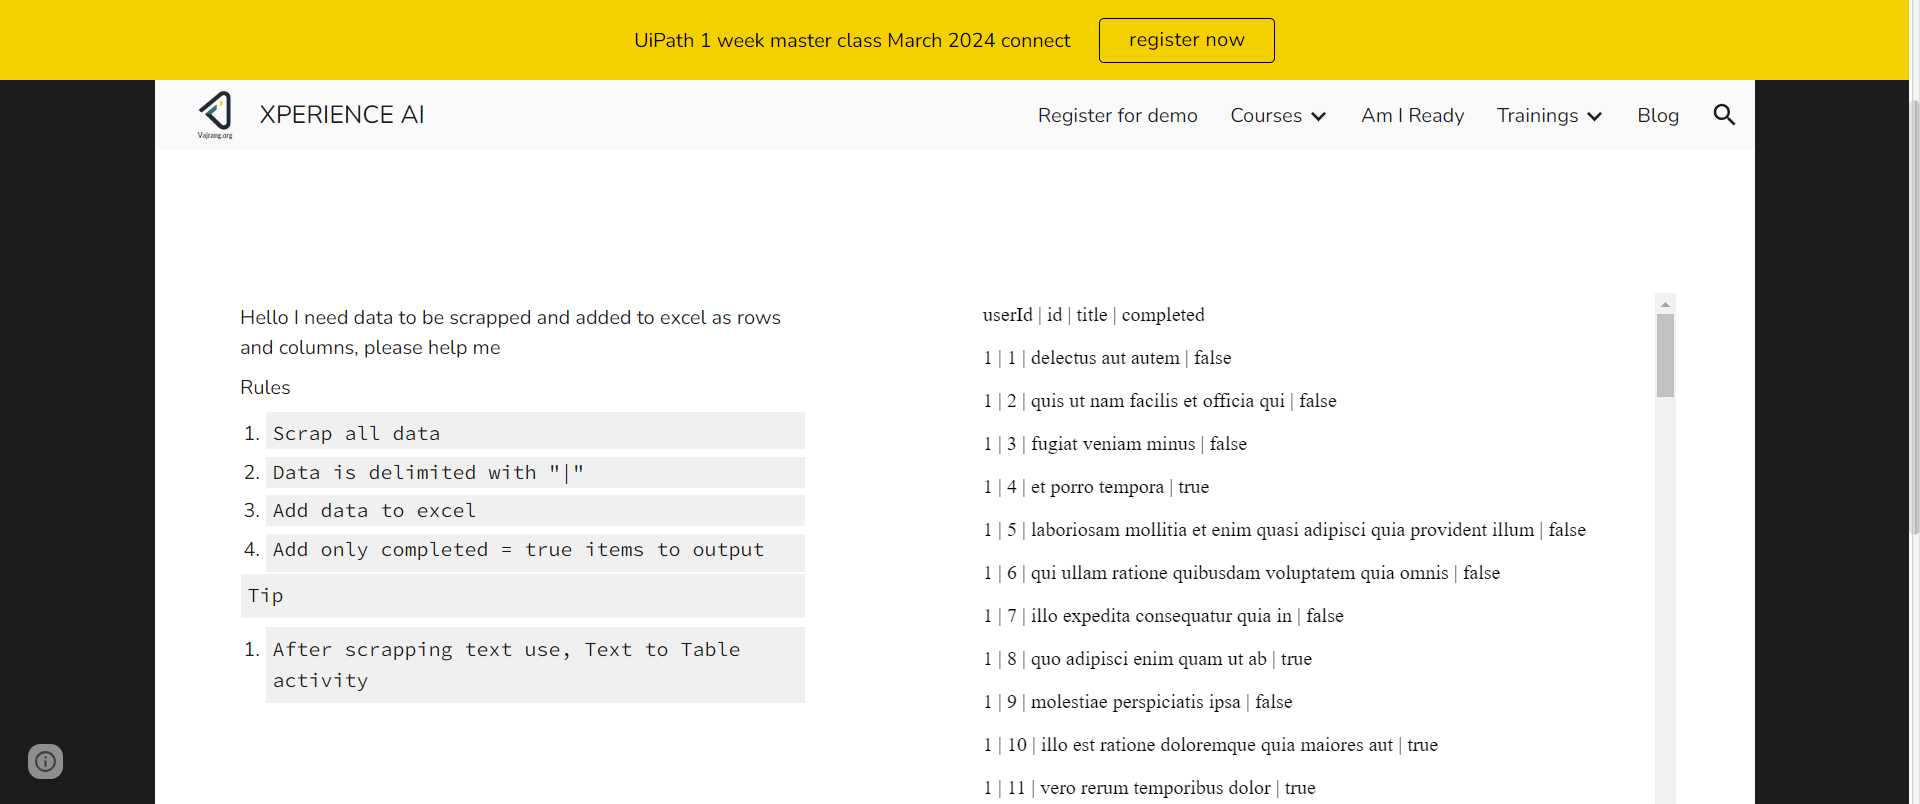 UiPath 1 week master class March 2024 connect register now
Vajrang.org
XPERIENCE AI
Register for demo Courses Am I Ready Trainings Blog
Hello I need data to be scrapped and added to excel as rows
and columns, please help me
Rules
1. Scrap all data
2. Data is delimited with "|"
3. Add data to excel
4. Add only completed = true items to output
Tip
1. After scrapping text use, Text to Table
activity
userId | id | title | completed
1 | 1 | delectus aut autem | false
1 | 2 | quis ut nam facilis et officia qui | false
1 | 3 | fugiat veniam minus | false
1 | 4 | et porro tempora | true
1 | 5 | laboriosam mollitia et enim quasi adipisci quia provident illum | false
1 | 6 | qui ullam ratione quibusdam voluptatem quia omnis | false
1 | 7 | illo expedita consequatur quia in | false
1 | 8 | quo adipisci enim quam ut ab | true
1 | 9 | molestiae perspiciatis ipsa | false
1 | 10 | illo est ratione doloremque quia maiores aut | true
1 | 11 | vero rerum temporibus dolor | true